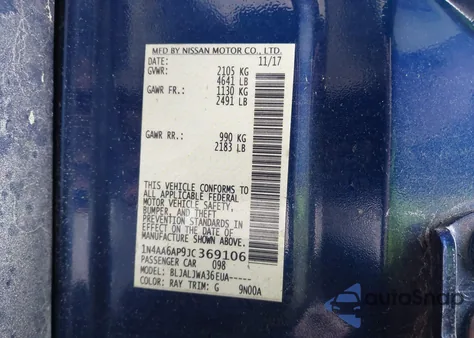 MFD BY NISSAN MOTOR CO., LTD.
DATE: 11/17
GVWR: 2105 KG
4641 LB
GAWR FR.: 1130 KG
2491 LB
GAWR RR.: 990 KG
2183 LB
THIS VEHICLE CONFORMS TO
ALL APPLICABLE FEDERAL
MOTOR VEHICLE SAFETY,
BUMPER, AND THEFT
PREVENTION STANDARDS
IN EFFECT ON THE DATE OF
MANUFACTURE SHOWN ABOVE.
1N4AA6AP9JC369106
PASSENGER CAR 098
MODEL: BLJALJWA36EUA-----
COLOR: RAY TRIM: G 9N00A
AutoSnap